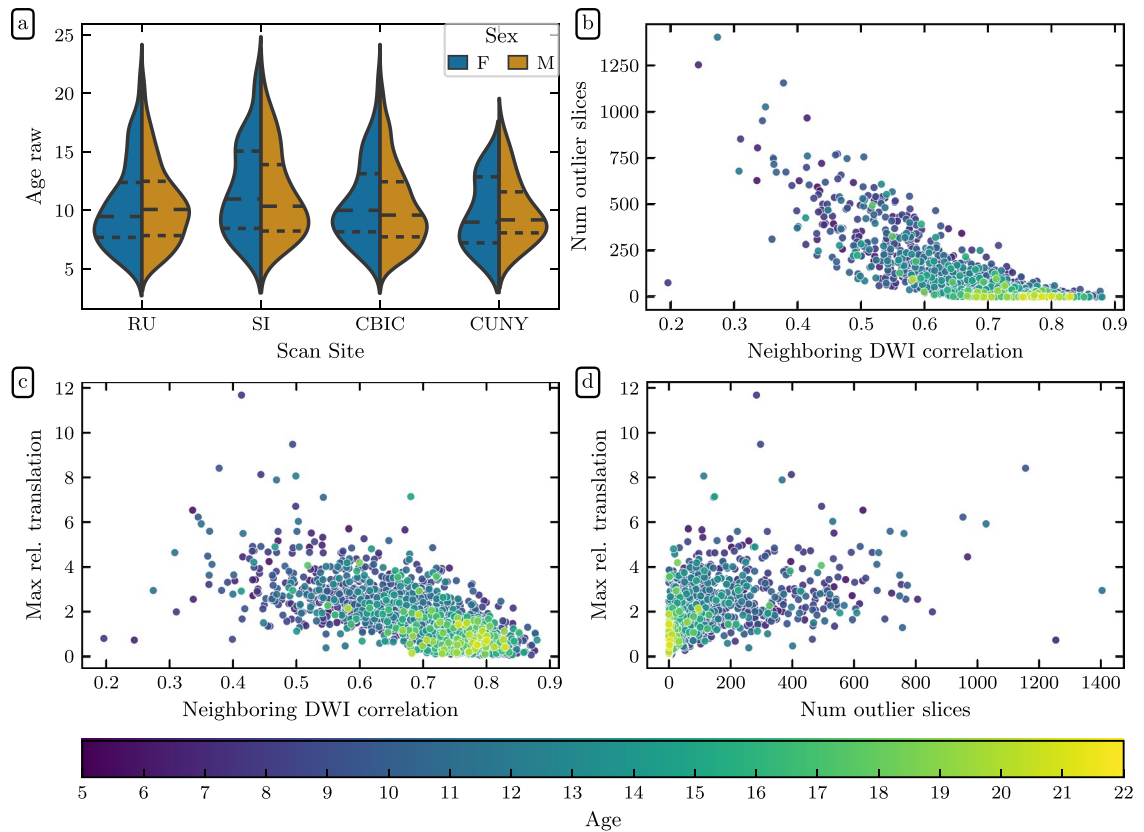 a
Sex
F M
25
20
15
10
5
Age raw
RU SI CBIC CUNY
Scan Site
b
1250
1000
750
500
250
0
Num outlier slices
0.2 0.3 0.4 0.5 0.6 0.7 0.8 0.9
Neighboring DWI correlation
c
12
10
8
6
4
2
0
Max rel. translation
0.2 0.3 0.4 0.5 0.6 0.7 0.8 0.9
Neighboring DWI correlation
d
12
10
8
6
4
2
0
Max rel. translation
0 200 400 600 800 1000 1200 1400
Num outlier slices
5 6 7 8 9 10 11 12 13 14 15 16 17 18 19 20 21 22
Age